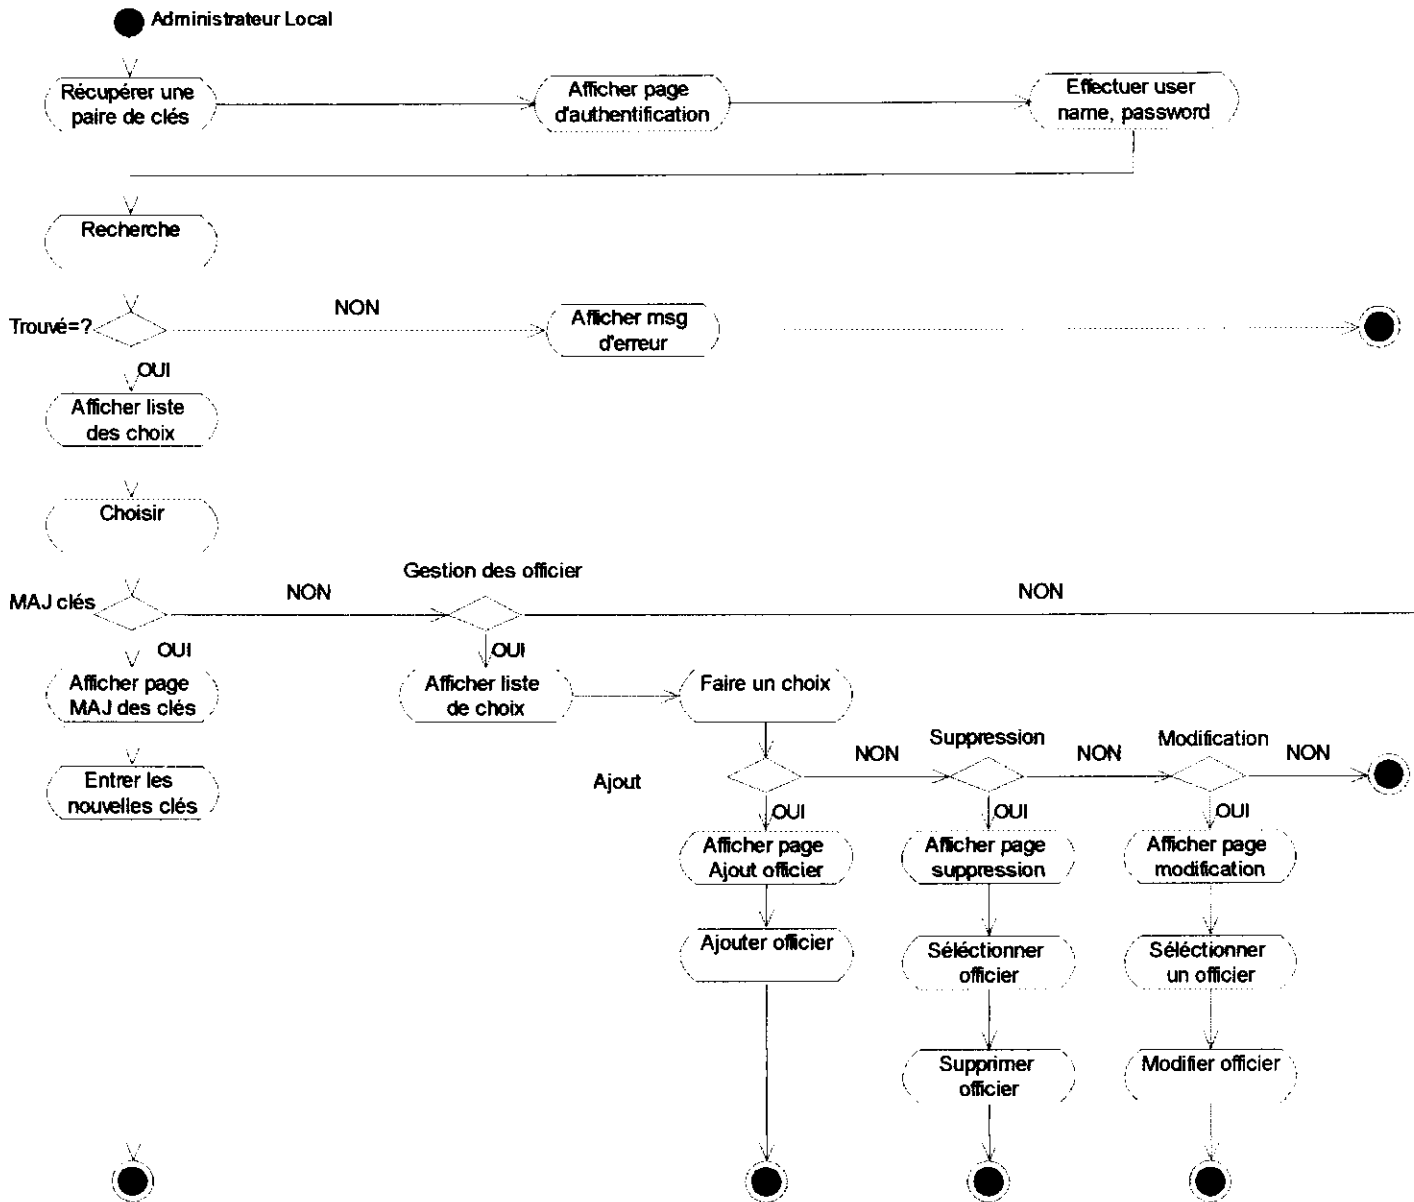 Administrateur Local
Récupérer une
paire de clés
Afficher page
d'authentification
Effectuer user
name, password
Recherche
Trouvé=?
NON
Afficher msg
d'erreur
OUI
Afficher liste
des choix
Choisir
MAJ clés
NON
Gestion des officier
NON
OUI
Afficher page
MAJ des clés
OUI
Afficher liste
de choix
Faire un choix
Entrer les
nouvelles clés
Ajout
NON
Suppression
NON
Modification
NON
OUI
Afficher page
Ajout officier
OUI
Afficher page
suppression
OUI
Afficher page
modification
Ajouter officier
Séléctionner
officier
Séléctionner
un officier
Supprimer
officier
Modifier officier